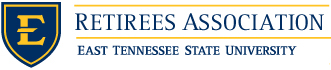 E
RETIREES ASSOCIATION
EAST TENNESSEE STATE UNIVERSITY